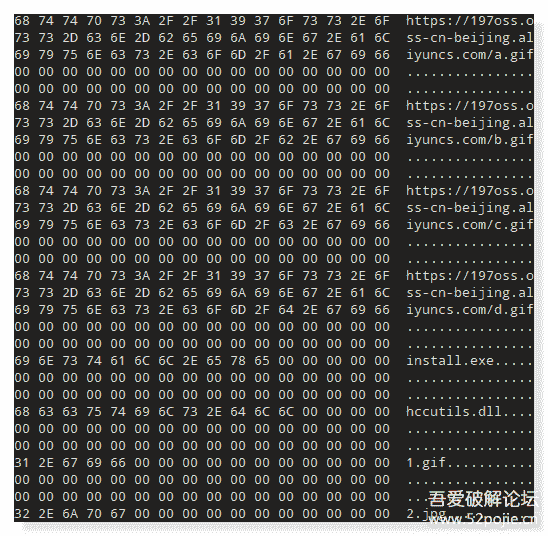 68 74 74 70 73 3A 2F 2F 31 39 37 6F 73 73 2E 6F https://197oss.o
73 73 2D 63 6E 2D 62 65 69 6A 69 6E 67 2E 61 6C ss-cn-beijing.al
69 79 75 6E 63 73 2E 63 6F 6D 2F 61 2E 67 69 66 iyuncs.com/a.gif
00 00 00 00 00 00 00 00 00 00 00 00 00 00 00 00 ................
00 00 00 00 00 00 00 00 00 00 00 00 00 00 00 00 ................
68 74 74 70 73 3A 2F 2F 31 39 37 6F 73 73 2E 6F https://197oss.o
73 73 2D 63 6E 2D 62 65 69 6A 69 6E 67 2E 61 6C ss-cn-beijing.al
69 79 75 6E 63 73 2E 63 6F 6D 2F 62 2E 67 69 66 iyuncs.com/b.gif
00 00 00 00 00 00 00 00 00 00 00 00 00 00 00 00 ................
00 00 00 00 00 00 00 00 00 00 00 00 00 00 00 00 ................
68 74 74 70 73 3A 2F 2F 31 39 37 6F 73 73 2E 6F https://197oss.o
73 73 2D 63 6E 2D 62 65 69 6A 69 6E 67 2E 61 6C ss-cn-beijing.al
69 79 75 6E 63 73 2E 63 6F 6D 2F 63 2E 67 69 66 iyuncs.com/c.gif
00 00 00 00 00 00 00 00 00 00 00 00 00 00 00 00 ................
00 00 00 00 00 00 00 00 00 00 00 00 00 00 00 00 ................
68 74 74 70 73 3A 2F 2F 31 39 37 6F 73 73 2E 6F https://197oss.o
73 73 2D 63 6E 2D 62 65 69 6A 69 6E 67 2E 61 6C ss-cn-beijing.al
69 79 75 6E 63 73 2E 63 6F 6D 2F 64 2E 67 69 66 iyuncs.com/d.gif
00 00 00 00 00 00 00 00 00 00 00 00 00 00 00 00 ................
00 00 00 00 00 00 00 00 00 00 00 00 00 00 00 00 ................
69 6E 73 74 61 6C 6C 2E 65 78 65 00 00 00 00 00 install.exe.....
00 00 00 00 00 00 00 00 00 00 00 00 00 00 00 00 ................
00 00 00 00 00 00 00 00 00 00 00 00 00 00 00 00 ................
68 63 63 75 74 69 6C 73 2E 64 6C 6C 00 00 00 00 hccutils.dll....
00 00 00 00 00 00 00 00 00 00 00 00 00 00 00 00 ................
00 00 00 00 00 00 00 00 00 00 00 00 00 00 00 00 ................
31 2E 67 69 66 00 00 00 00 00 00 00 00 00 00 00 1.gif...........
00 00 00 00 00 00 00 00 00 00 00 00 00 00 00 00 ................
00 00 00 00 00 00 00 00 00 00 00 00 00 00 00 00 ...
吾爱破解论坛
32 2E 6A 70 67 00 00 00 00 00 00 00 00 00 00 00 2.jpg
www.52pojie.cn